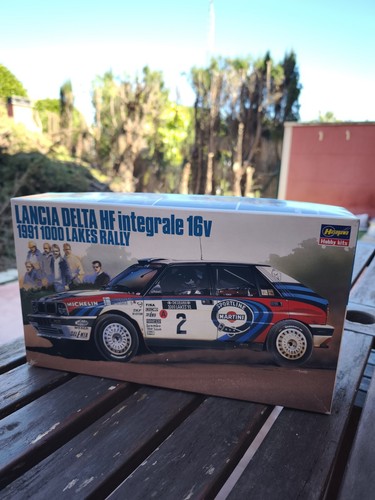 LANCIA DELTA HF integrale 16v
1991 1000 LAKES RALLY
Hasegawa
Hobby kits
MICHELIN
2
MARTINI